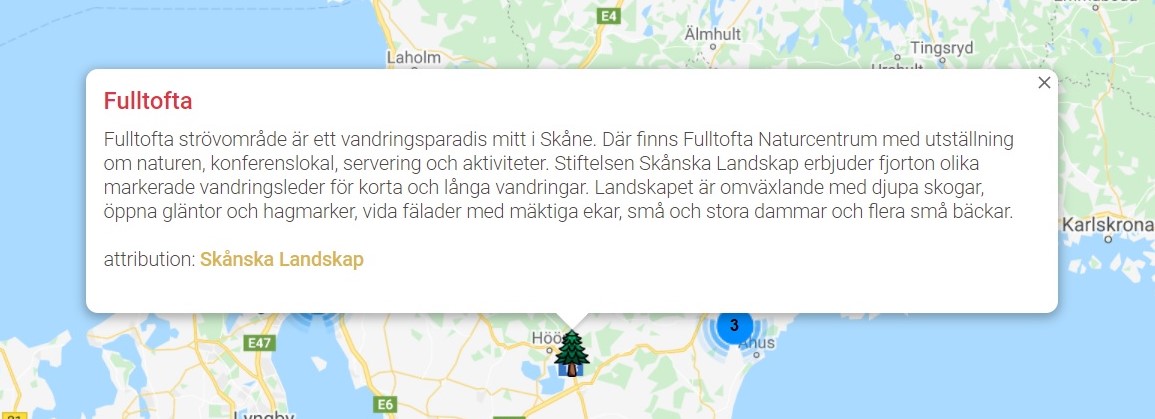 E4
Älmhult
Tingsryd
Laholm
Fulltofta
Fulltofta strövområde är ett vandringsparadis mitt i Skåne. Där finns Fulltofta Naturcentrum med utställning
om naturen, konferenslokal, servering och aktiviteter. Stiftelsen Skånska Landskap erbjuder fjorton olika
markerade vandringsleder för korta och långa vandringar. Landskapet är omväxlande med djupa skogar,
öppna gläntor och hagmarker, vida fälader med mäktiga ekar, små och stora dammar och flera små bäckar.
attribution: Skånska Landskap
Karlskrona
3
Höö
E47
Åhus
E6
Lyngby